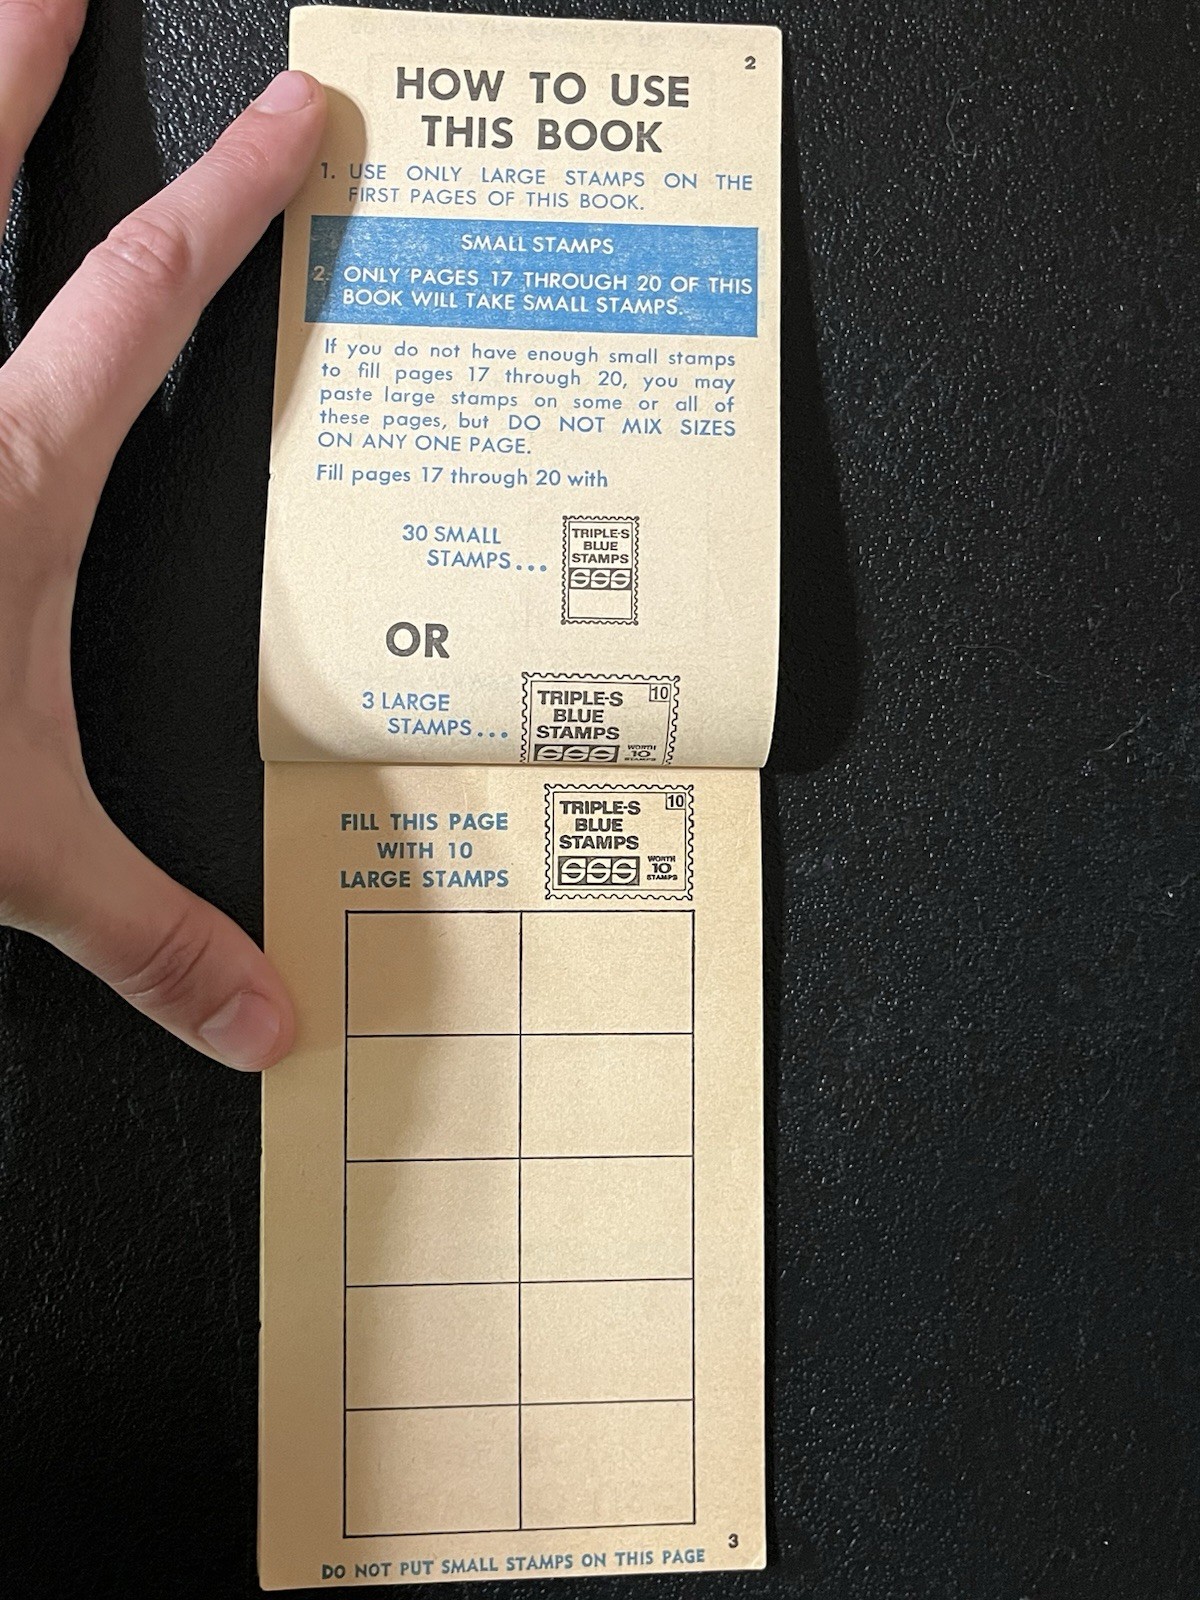 2
HOW TO USE
THIS BOOK
1. USE ONLY LARGE STAMPS ON THE
FIRST PAGES OF THIS BOOK.
SMALL STAMPS
2. ONLY PAGES 17 THROUGH 20 OF THIS
BOOK WILL TAKE SMALL STAMPS.
If you do not have enough small stamps
to fill pages 17 through 20, you may
paste large stamps on some or all of
these pages, but DO NOT MIX SIZES
ON ANY ONE PAGE.
Fill pages 17 through 20 with
30 SMALL
STAMPS...
TRIPLE-S
BLUE
STAMPS
SSS
OR
3 LARGE
STAMPS...
TRIPLE-S 10
BLUE
STAMPS
SSS WORTH
10
STAMPS
FILL THIS PAGE
WITH 10
LARGE STAMPS
TRIPLE-S 10
BLUE
STAMPS
SSS WORTH
10
STAMPS
3
DO NOT PUT SMALL STAMPS ON THIS PAGE